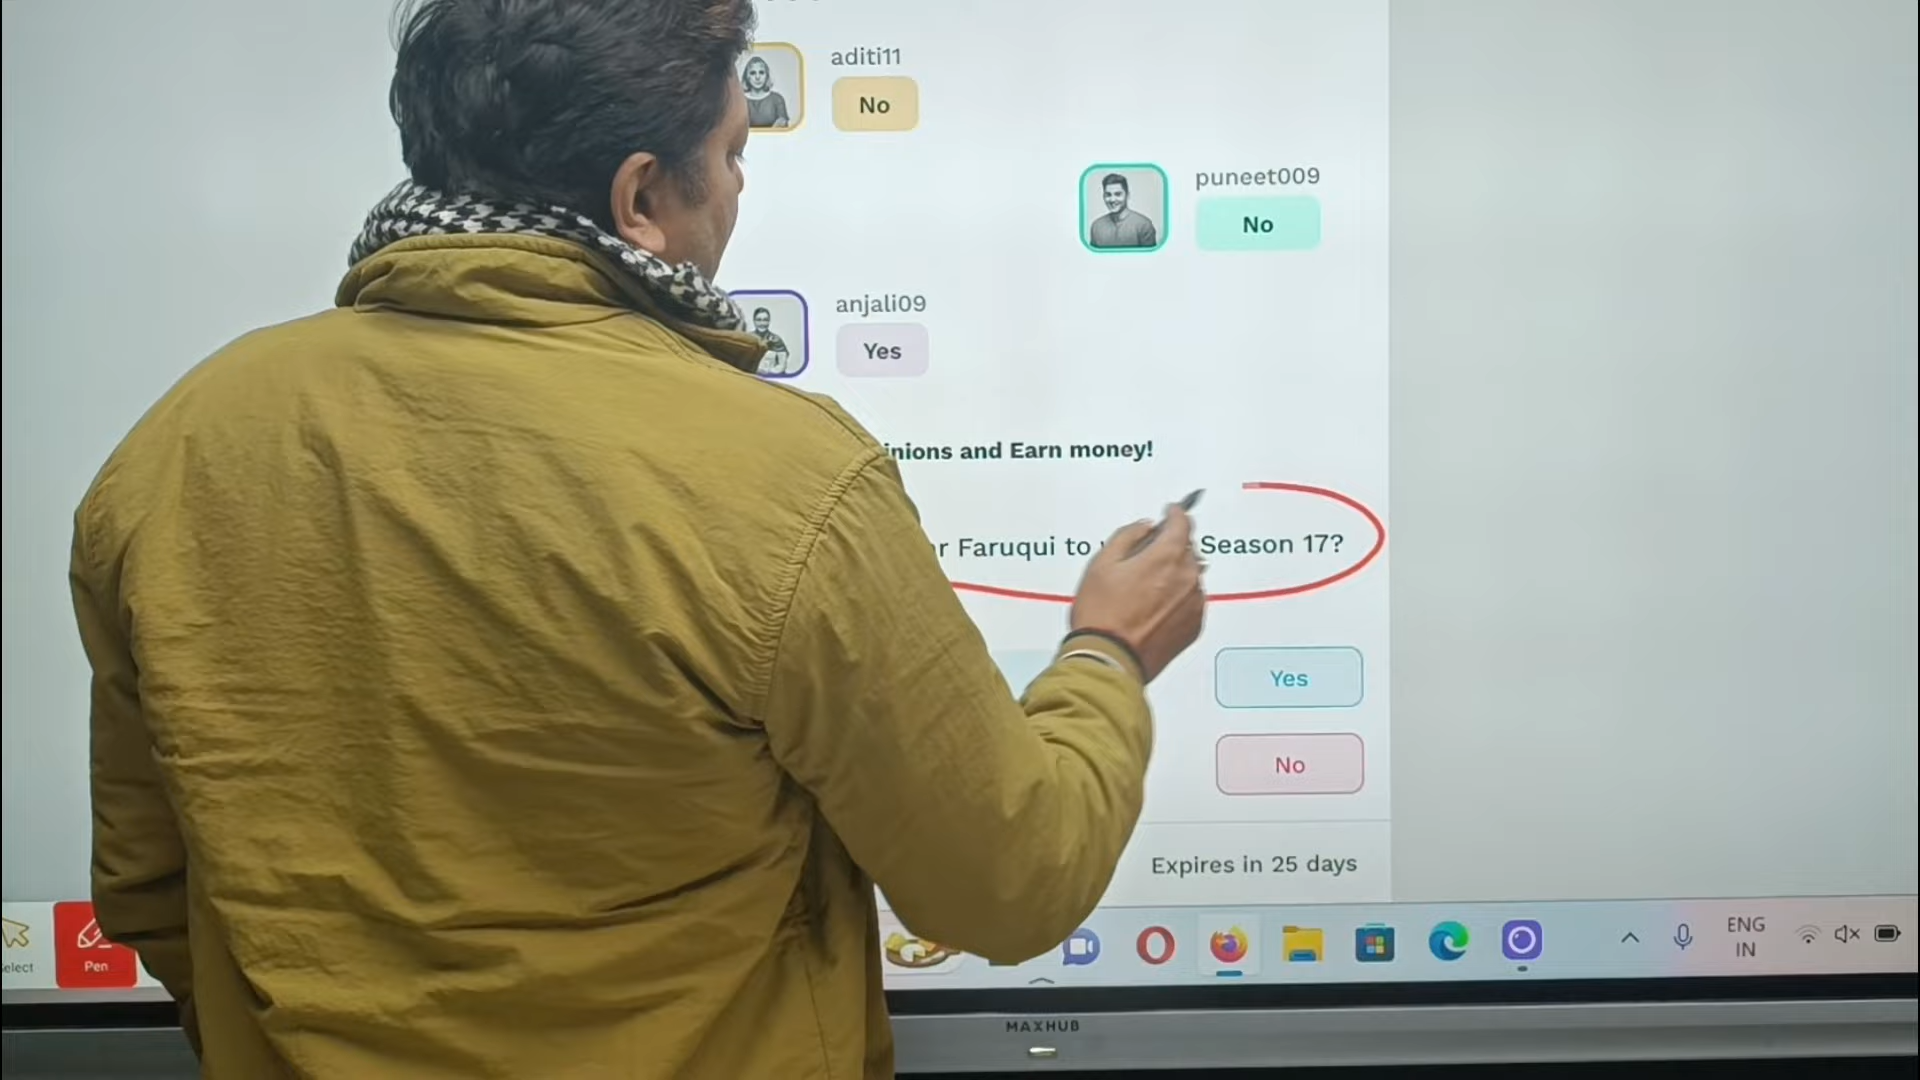 aditi11
No
puneet009
No
anjali09
Yes
inions and Earn money!
r Faruqui to
Season 17?
Yes
No
Expires in 25 days
elect
Pen
ENG
IN
MAXHUB